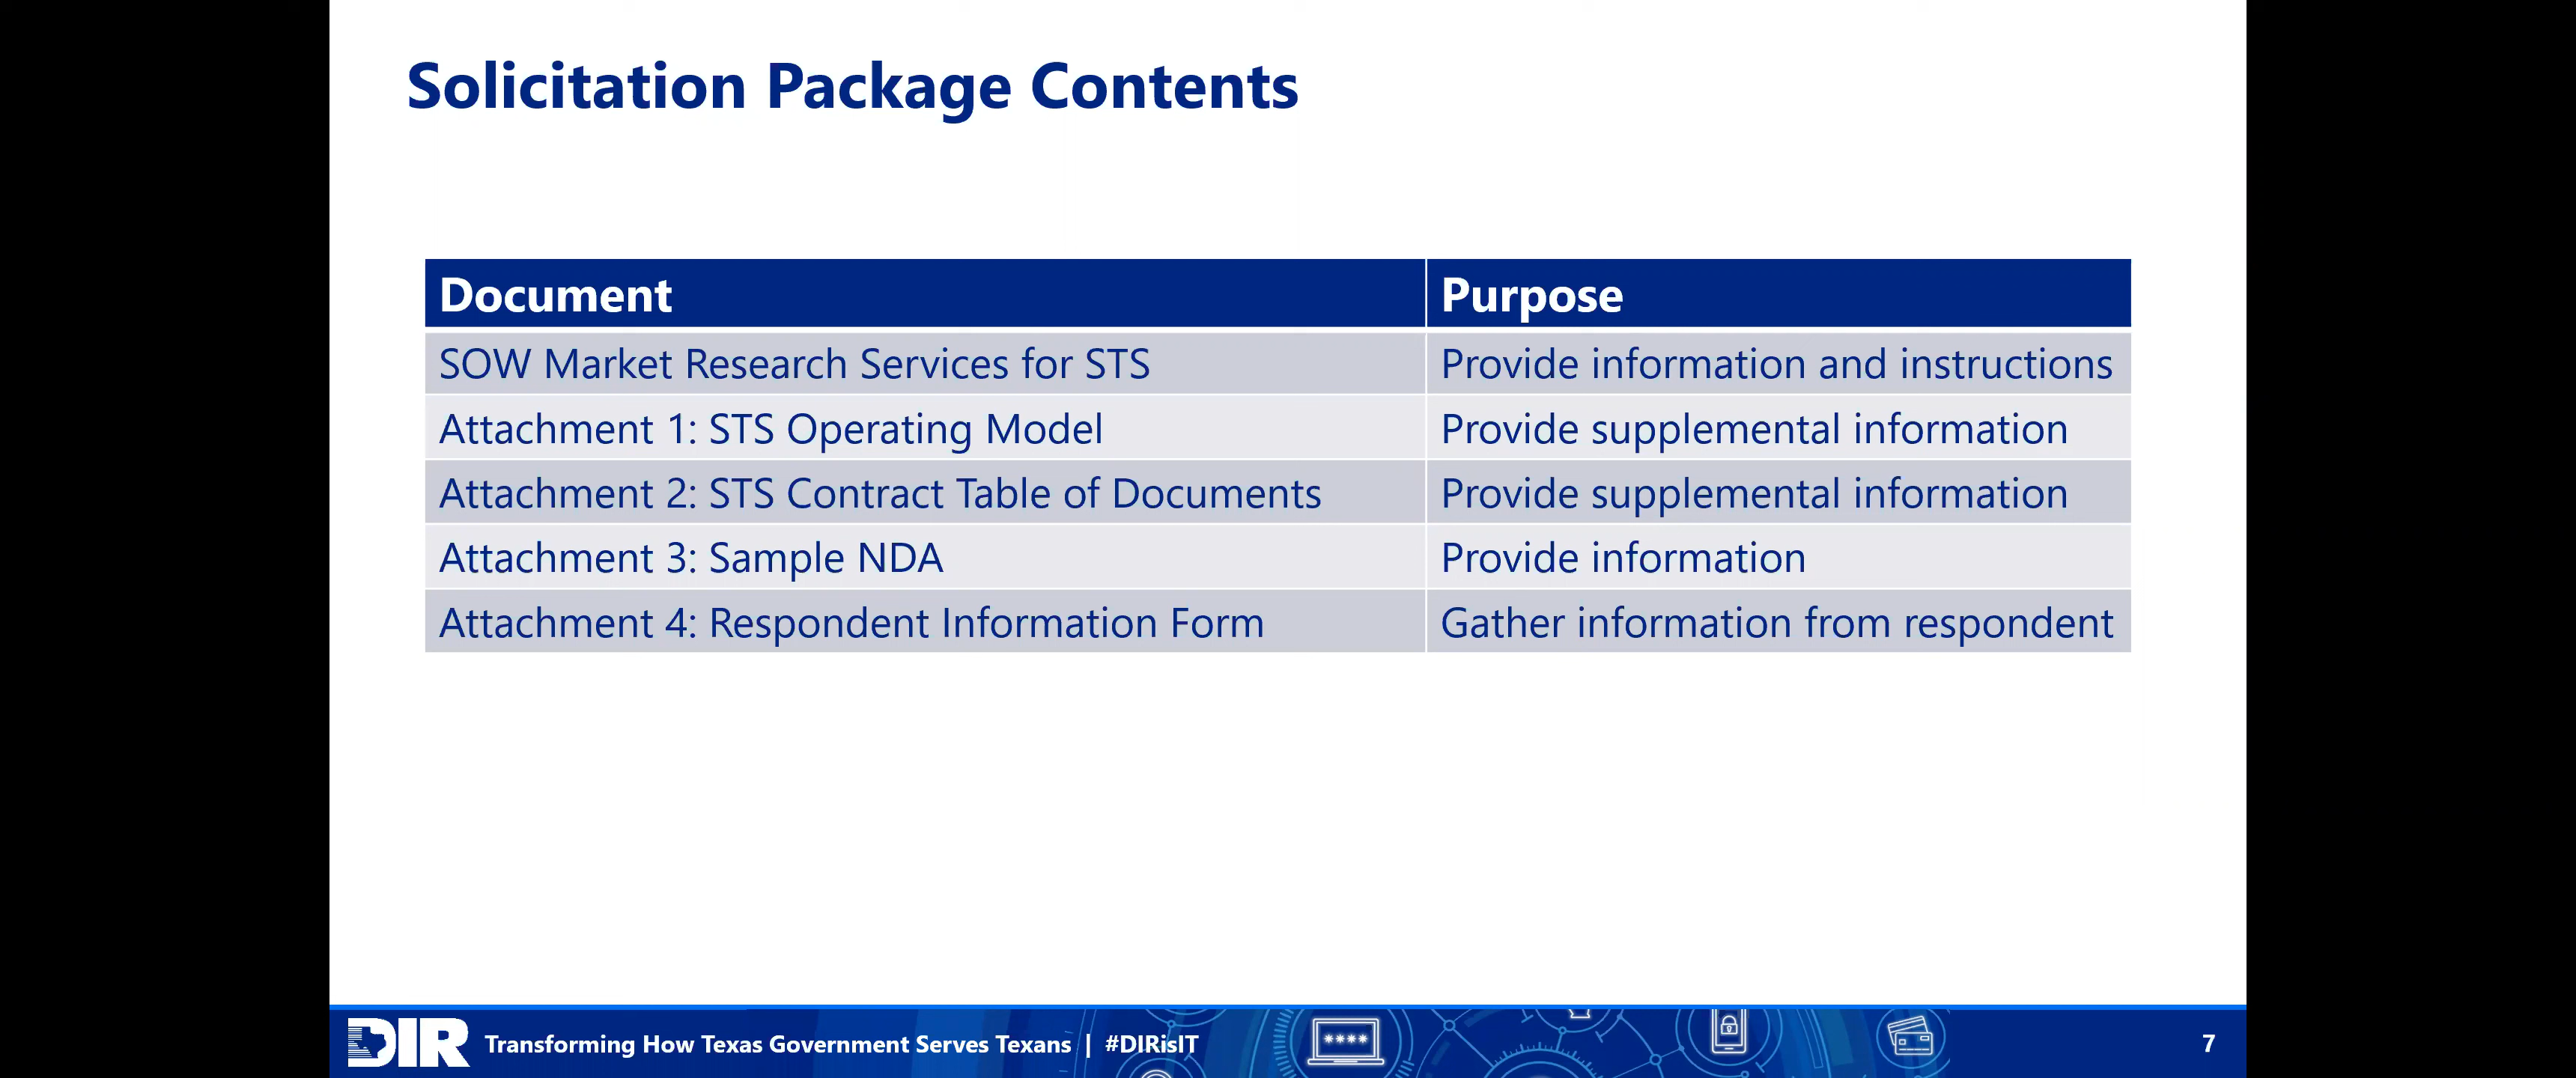 Solicitation Package Contents
Document Purpose
SOW Market Research Services for STS Provide information and instructions
Attachment 1: STS Operating Model Provide supplemental information
Attachment 2: STS Contract Table of Documents Provide supplemental information
Attachment 3: Sample NDA Provide information
Attachment 4: Respondent Information Form Gather information from respondent
DIR Transforming How Texas Government Serves Texans | #DIRisIT **** 7